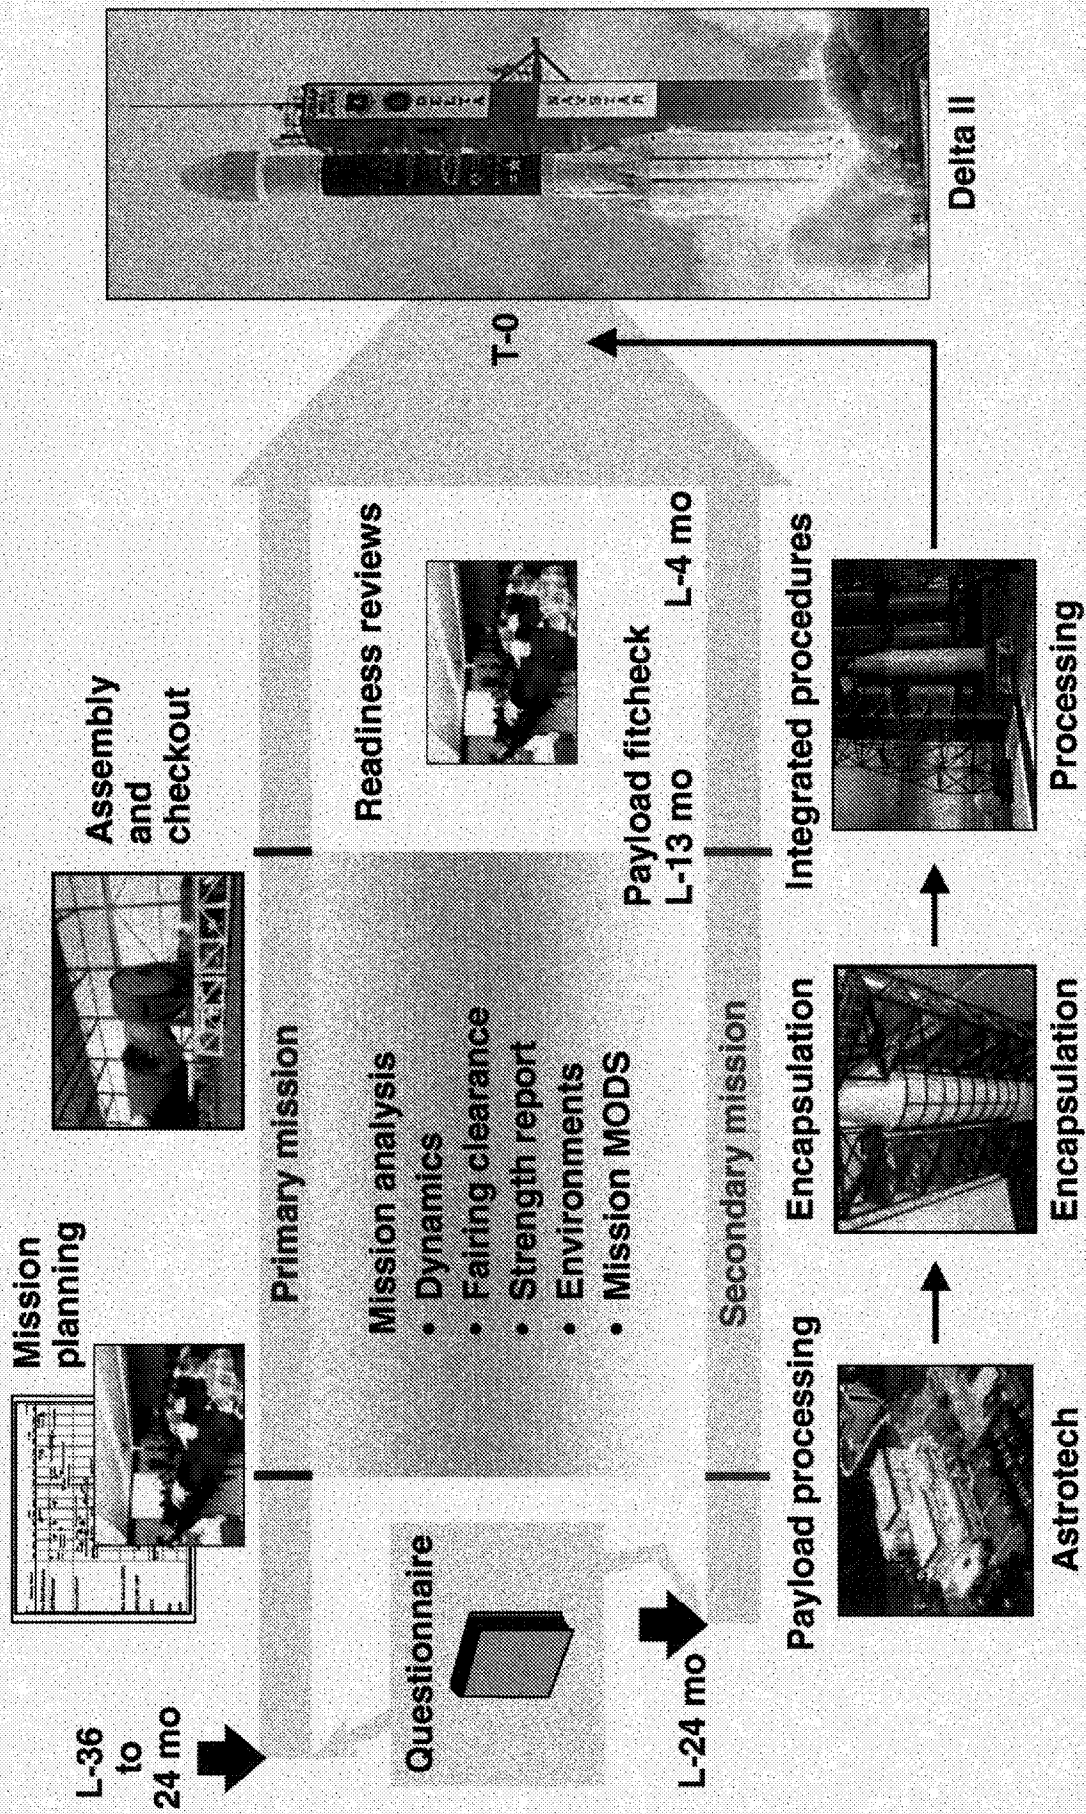 L-36
to
24 mo
Mission
planning
Assembly
and
checkout
Primary mission
Questionnaire
Mission analysis
• Dynamics
• Fairing clearance
• Strength report
• Environments
• Mission MODS
Readiness reviews
Payload fitcheck
L-13 mo
L-4 mo
T-0
L-24 mo
Secondary mission
Payload processing
Encapsulation
Integrated procedures
Astrotech
Encapsulation
Processing
DELTA
NAVSTAR
Delta II